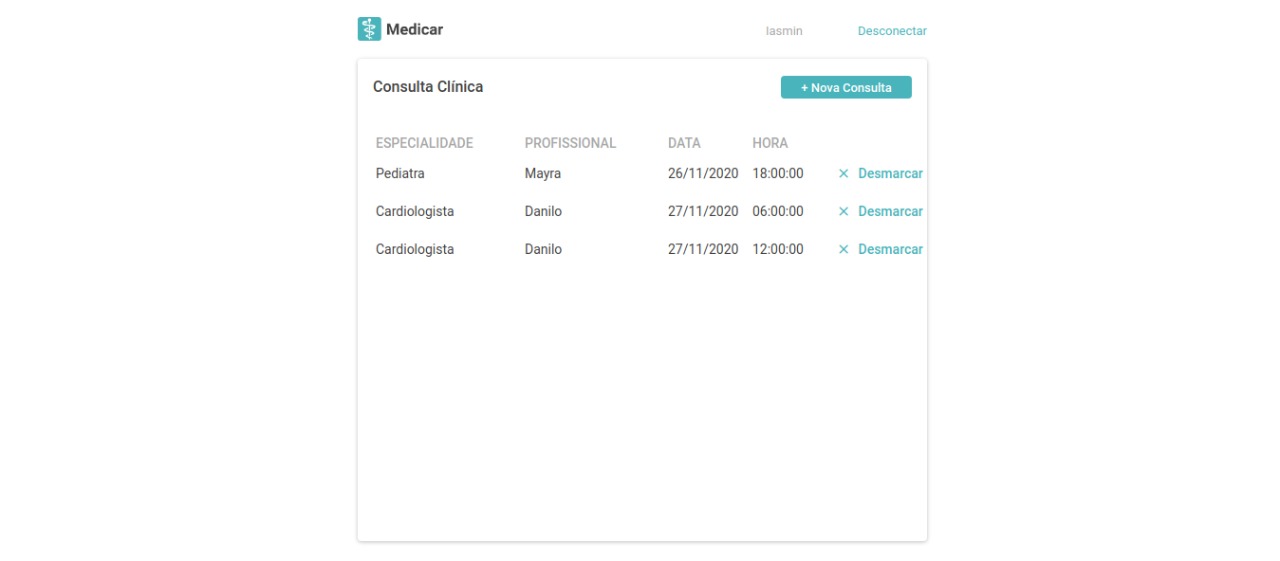 Medicar Iasmin Desconectar
Consulta Clínica + Nova Consulta
ESPECIALIDADE PROFISSIONAL DATA HORA
Pediatra Mayra 26/11/2020 18:00:00 × Desmarcar
Cardiologista Danilo 27/11/2020 06:00:00 × Desmarcar
Cardiologista Danilo 27/11/2020 12:00:00 × Desmarcar